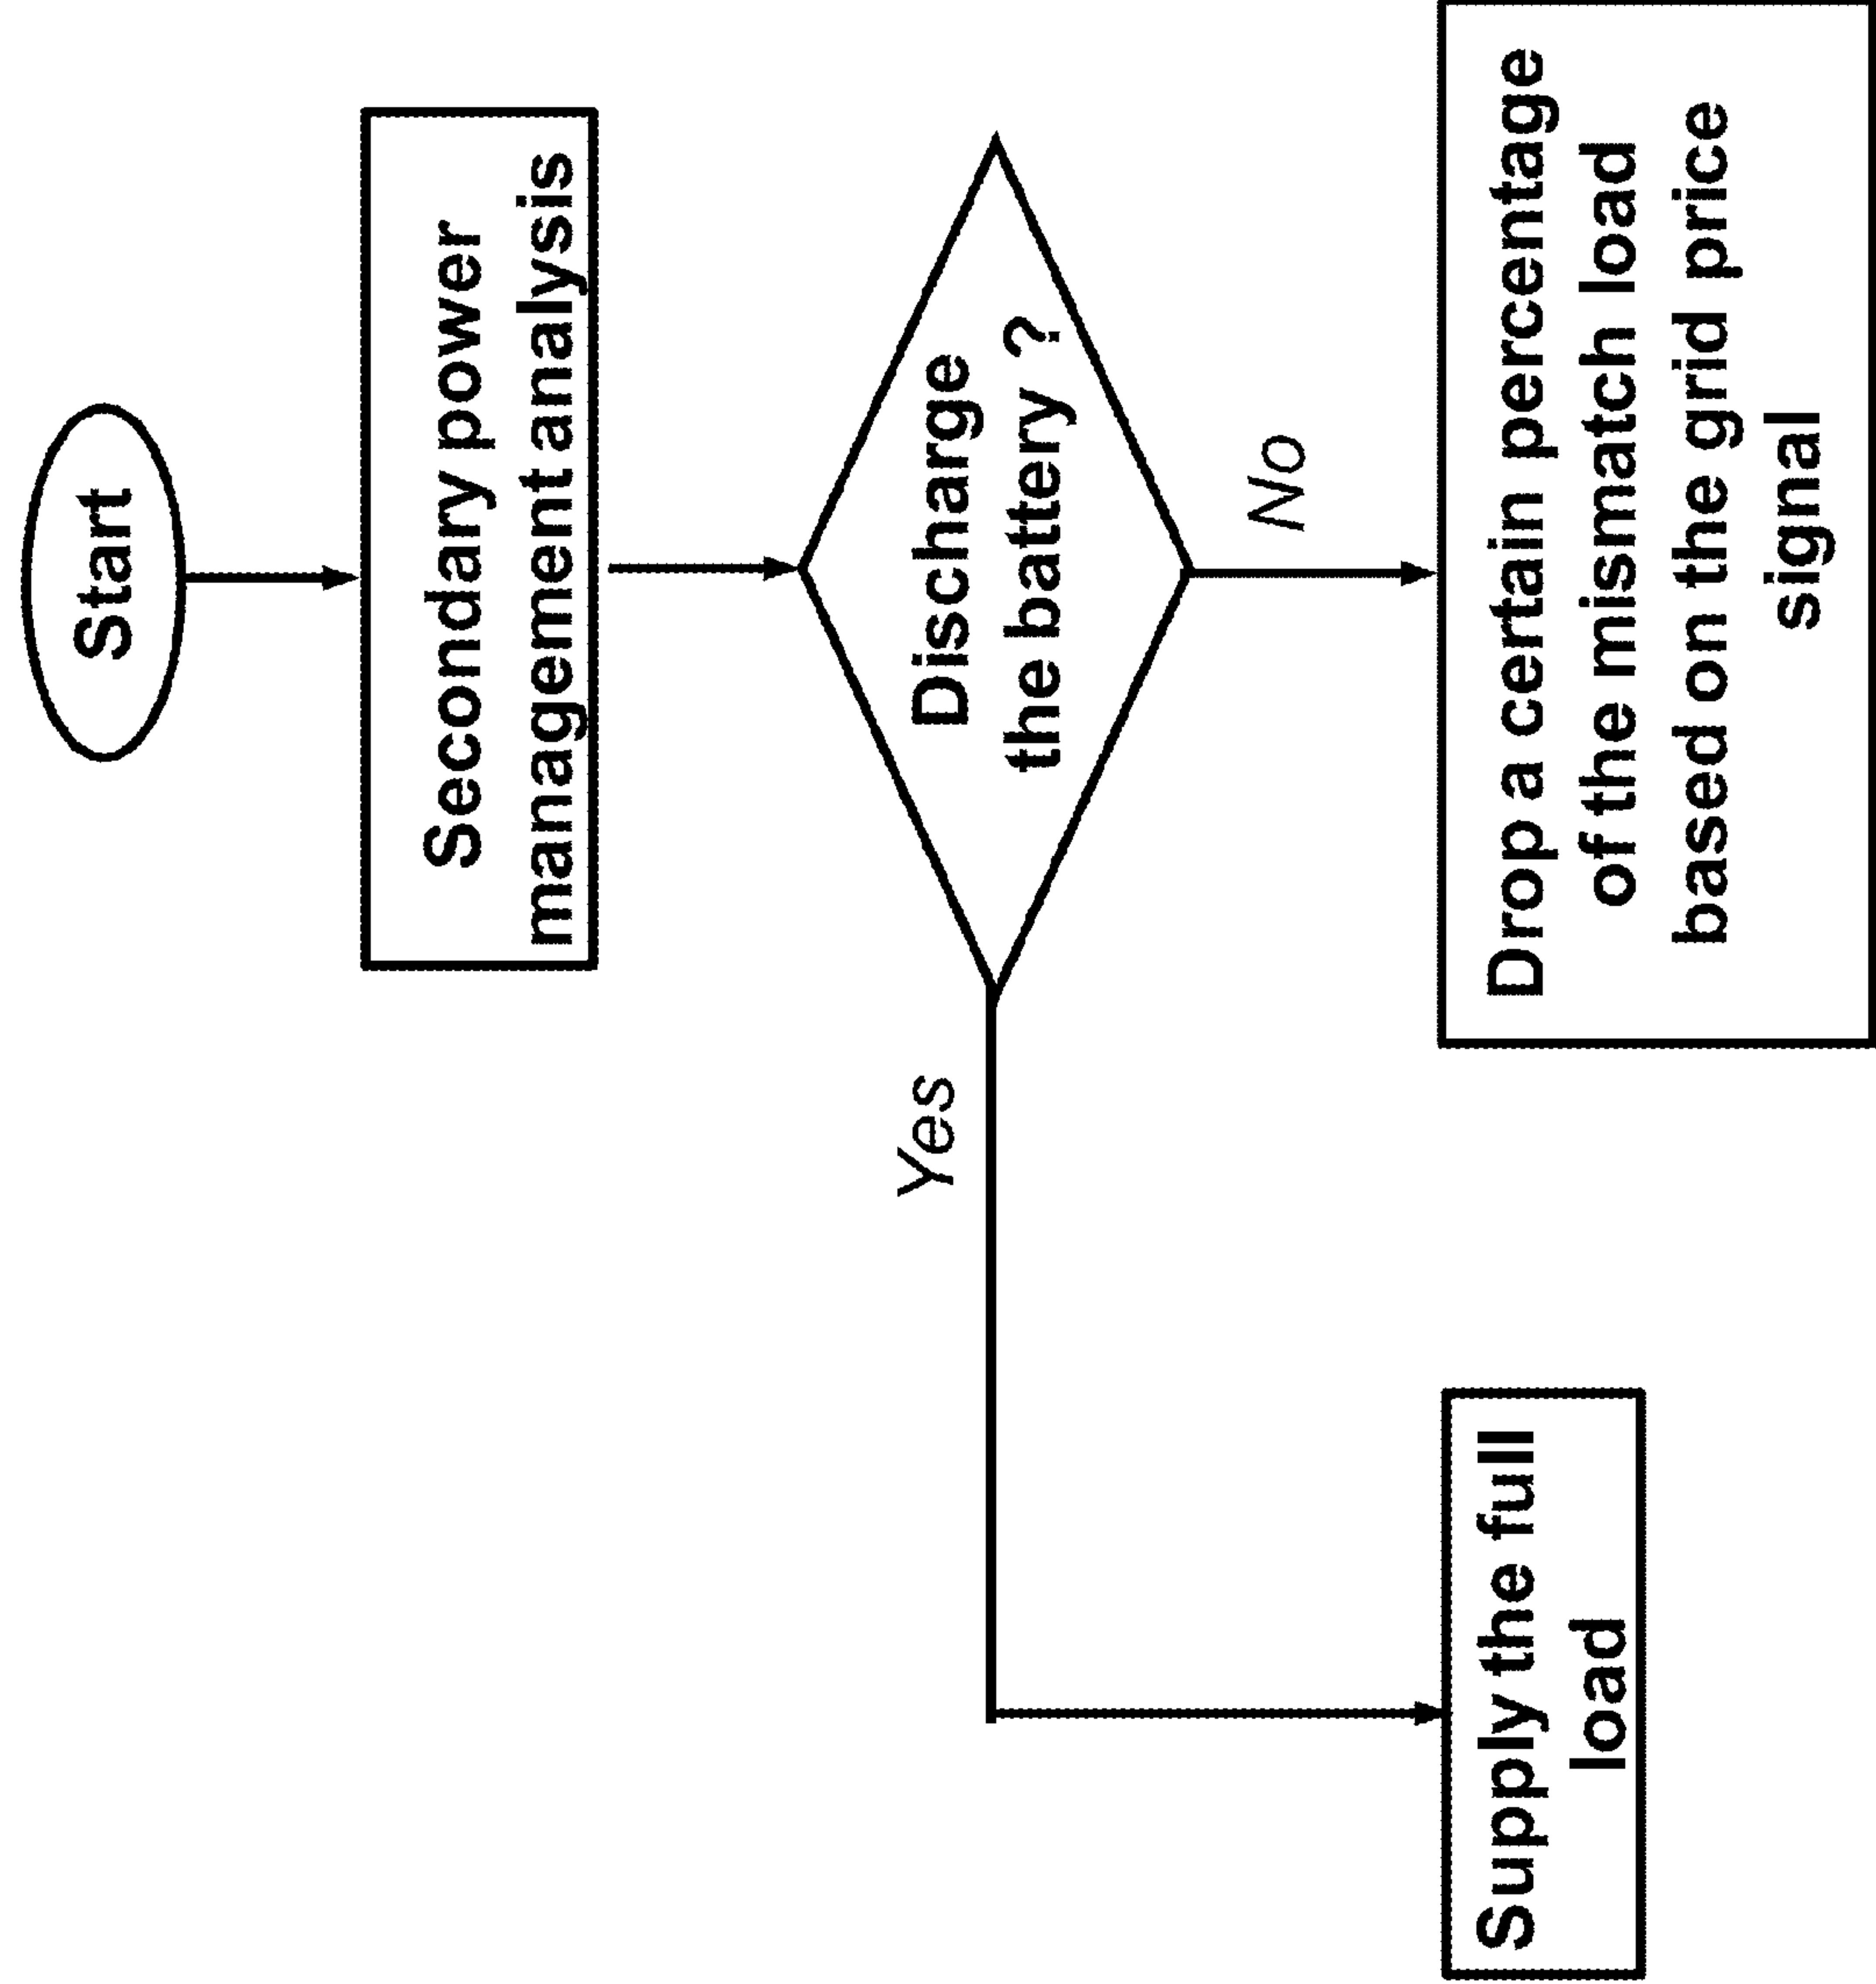 Start
Secondary power
management analysis
Discharge
the battery ?
Yes
No
Supply the full
load
Drop a certain percentage
of the mismatch load
based on the grid price
signal